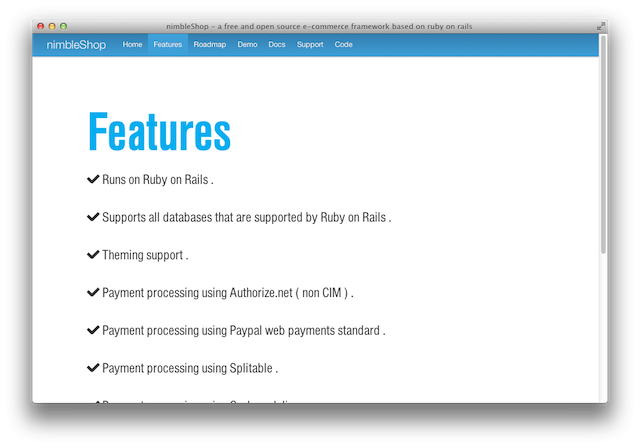 nimbleShop – a free and open source e-commerce framework based on ruby on rails
nimbleShop Home Features Roadmap Demo Docs Support Code
Features
Runs on Ruby on Rails .
Supports all databases that are supported by Ruby on Rails .
Theming support .
Payment processing using Authorize.net ( non CIM ) .
Payment processing using Paypal web payments standard .
Payment processing using Splitable .